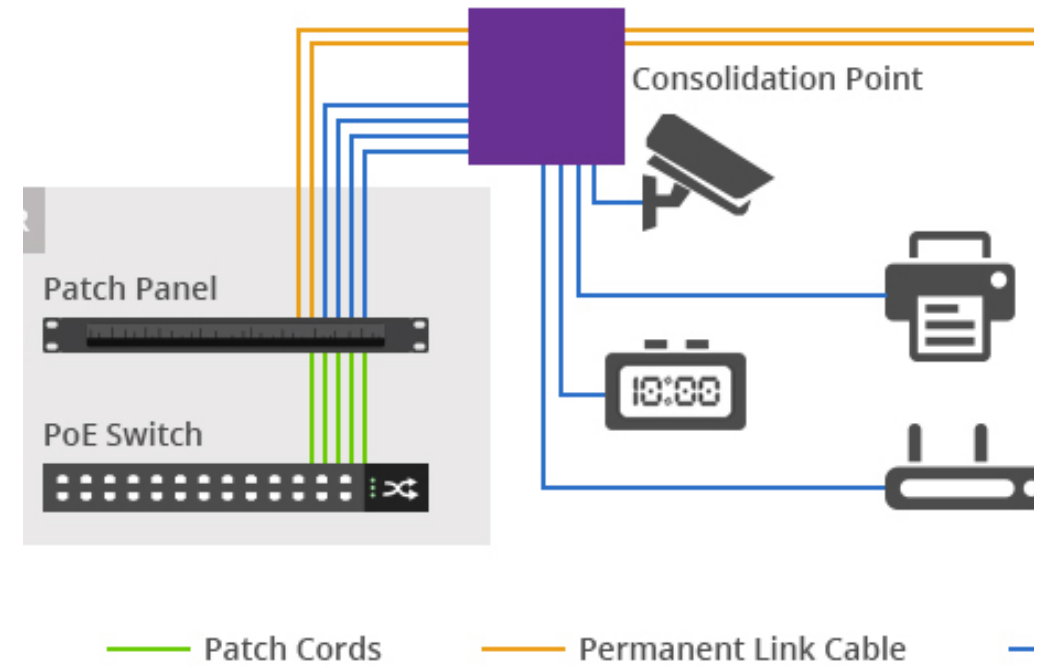 Consolidation Point
R
Patch Panel
10:00
PoE Switch
Patch Cords
Permanent Link Cable